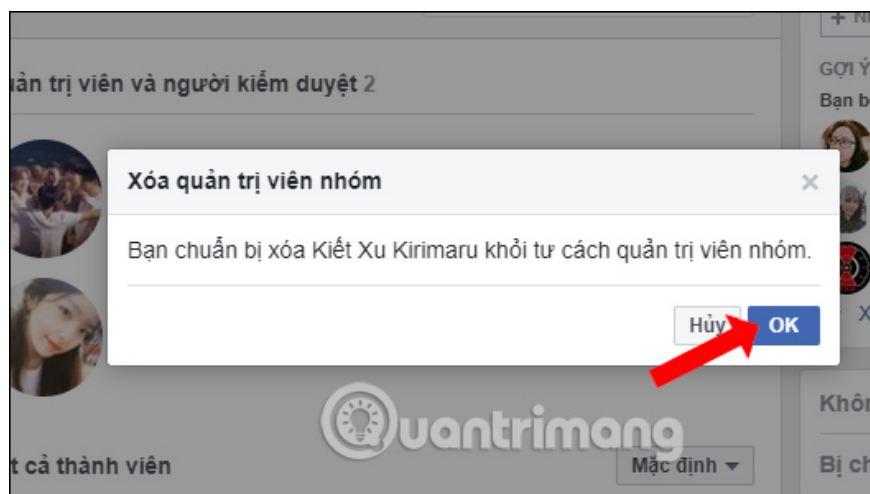 GỢI Ý
Bạn b
quản trị viên và người kiểm duyệt 2
Xóa quản trị viên nhóm
Bạn chuẩn bị xóa Kiết Xu Kirimaru khỏi tư cách quản trị viên nhóm.
Hủy OK
X
Quantrimang
Khôn
t cả thành viên
Mặc định
Bị ch